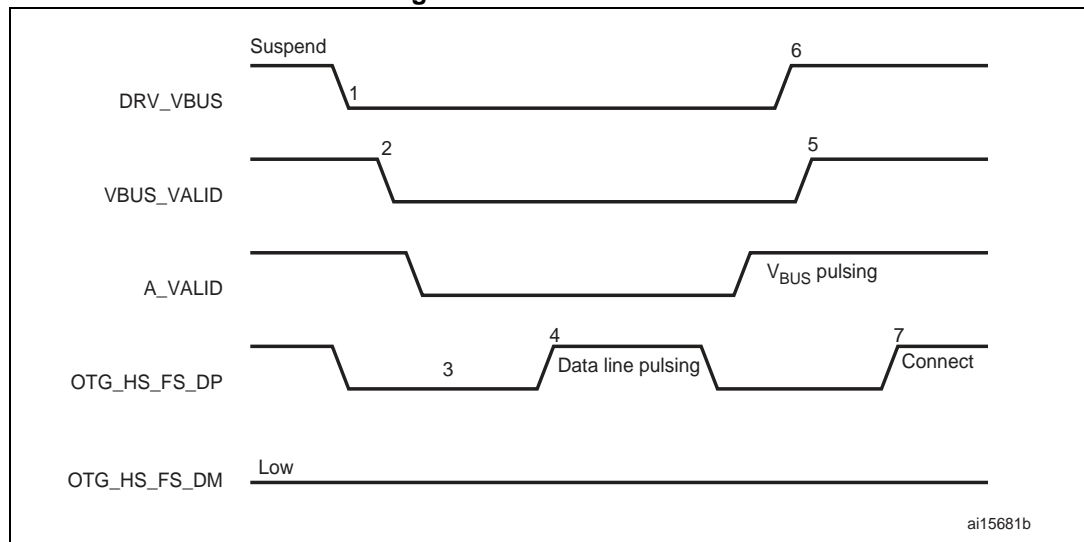 Suspend
6
DRV_VBUS
1
2
5
VBUS_VALID
A_VALID
VBUS pulsing
4
7
OTG_HS_FS_DP
3
Data line pulsing
Connect
OTG_HS_FS_DM
Low
ai15681b